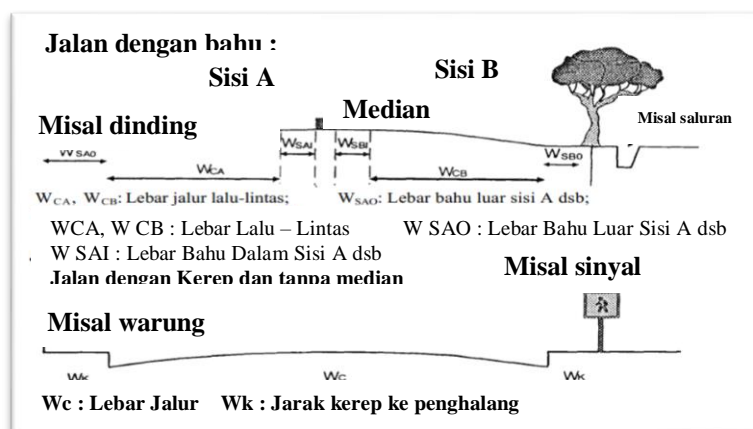 Jalan dengan bahu :
Sisi A
Sisi B
Median
Misal dinding
Misal saluran
W SAO
WSAI
WSBI
WSBO
WCA
WCB
WCA, WCB: Lebar jalur lalu-lintas; WSAO: Lebar bahu luar sisi A dsb;
WCA, W CB : Lebar Lalu – Lintas W SAO : Lebar Bahu Luar Sisi A dsb
W SAI : Lebar Bahu Dalam Sisi A dsb
Jalan dengan Kerep dan tanpa median
Misal sinyal
Misal warung
WK
WC
WK
Wc : Lebar Jalur Wk : Jarak kerep ke penghalang